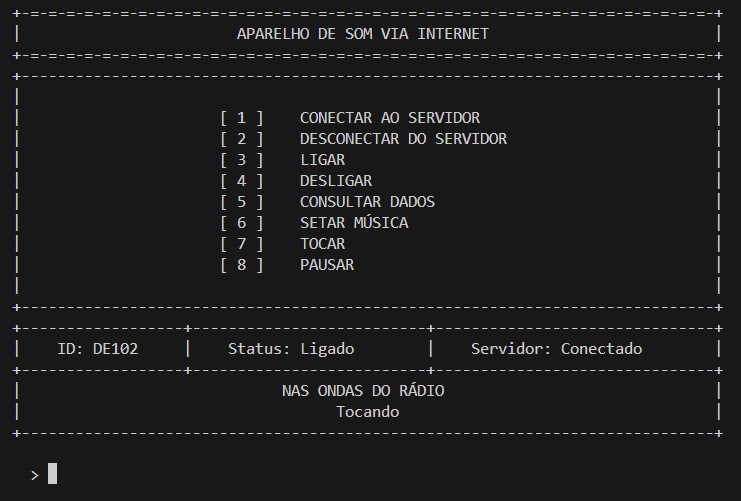 APARELHO DE SOM VIA INTERNET
[ 1 ] CONECTAR AO SERVIDOR
[ 2 ] DESCONECTAR DO SERVIDOR
[ 3 ] LIGAR
[ 4 ] DESLIGAR
[ 5 ] CONSULTAR DADOS
[ 6 ] SETAR MÚSICA
[ 7 ] TOCAR
[ 8 ] PAUSAR
| ID: DE102 | Status: Ligado | Servidor: Conectado |
NAS ONDAS DO RÁDIO
Tocando
>